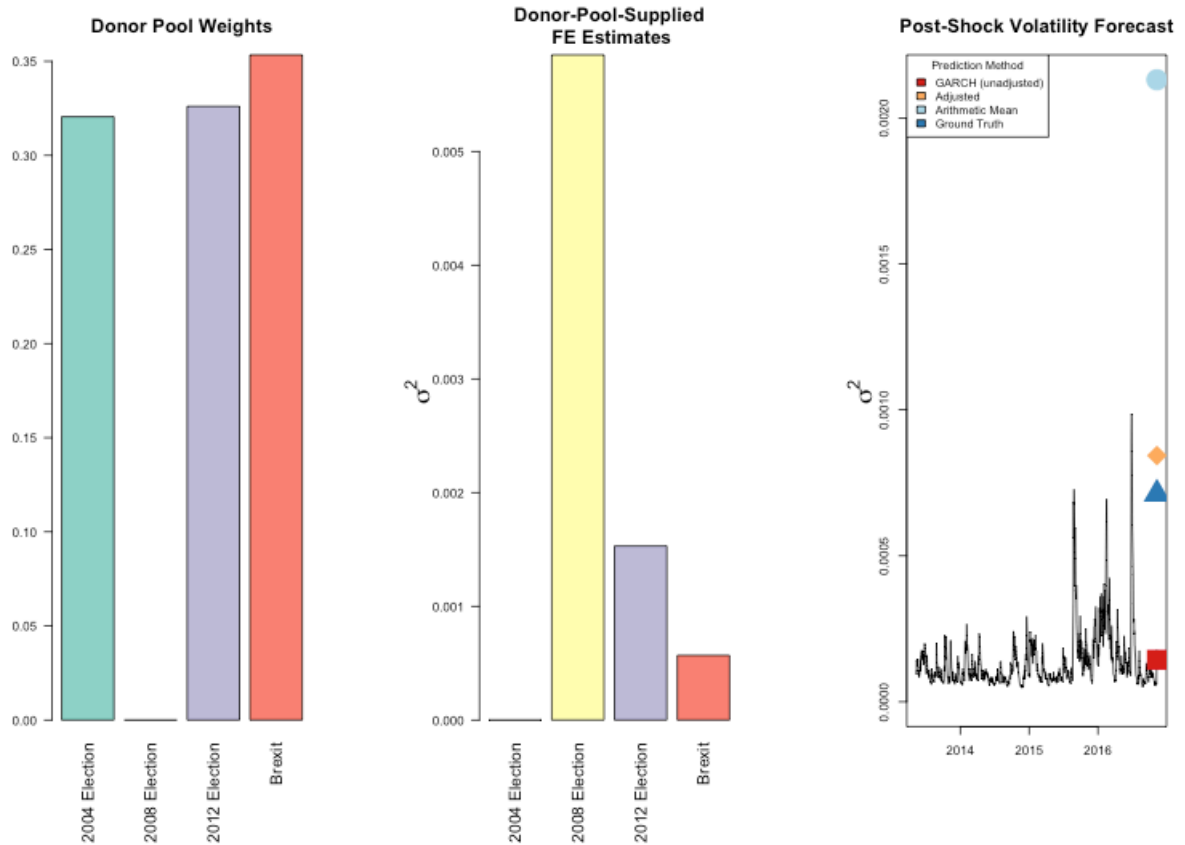 Donor Pool Weights
0.35
0.30
0.25
0.20
0.15
0.10
0.05
0.00
2004 Election
2008 Election
2012 Election
Brexit
Donor-Pool-Supplied
FE Estimates
σ²
0.005
0.004
0.003
0.002
0.001
0.000
2004 Election
2008 Election
2012 Election
Brexit
Post-Shock Volatility Forecast
Prediction Method
GARCH (unadjusted)
Adjusted
Arithmetic Mean
Ground Truth
σ²
0.0020
0.0015
0.0010
0.0005
0.0000
2014
2015
2016